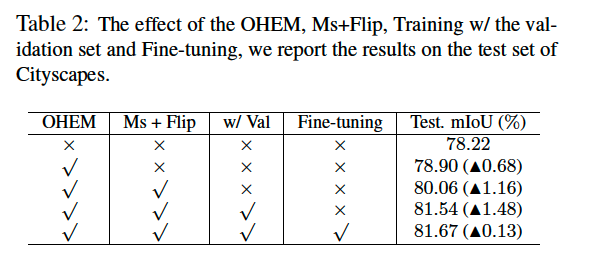 Table 2: The effect of the OHEM, Ms+Flip, Training w/ the val-
idation set and Fine-tuning, we report the results on the test set of
Cityscapes.
OHEM Ms + Flip w/ Val Fine-tuning Test. mIoU (%)
× × × × 78.22
✓ × × × 78.90 (▲0.68)
✓ ✓ × × 80.06 (▲1.16)
✓ ✓ ✓ × 81.54 (▲1.48)
✓ ✓ ✓ ✓ 81.67 (▲0.13)